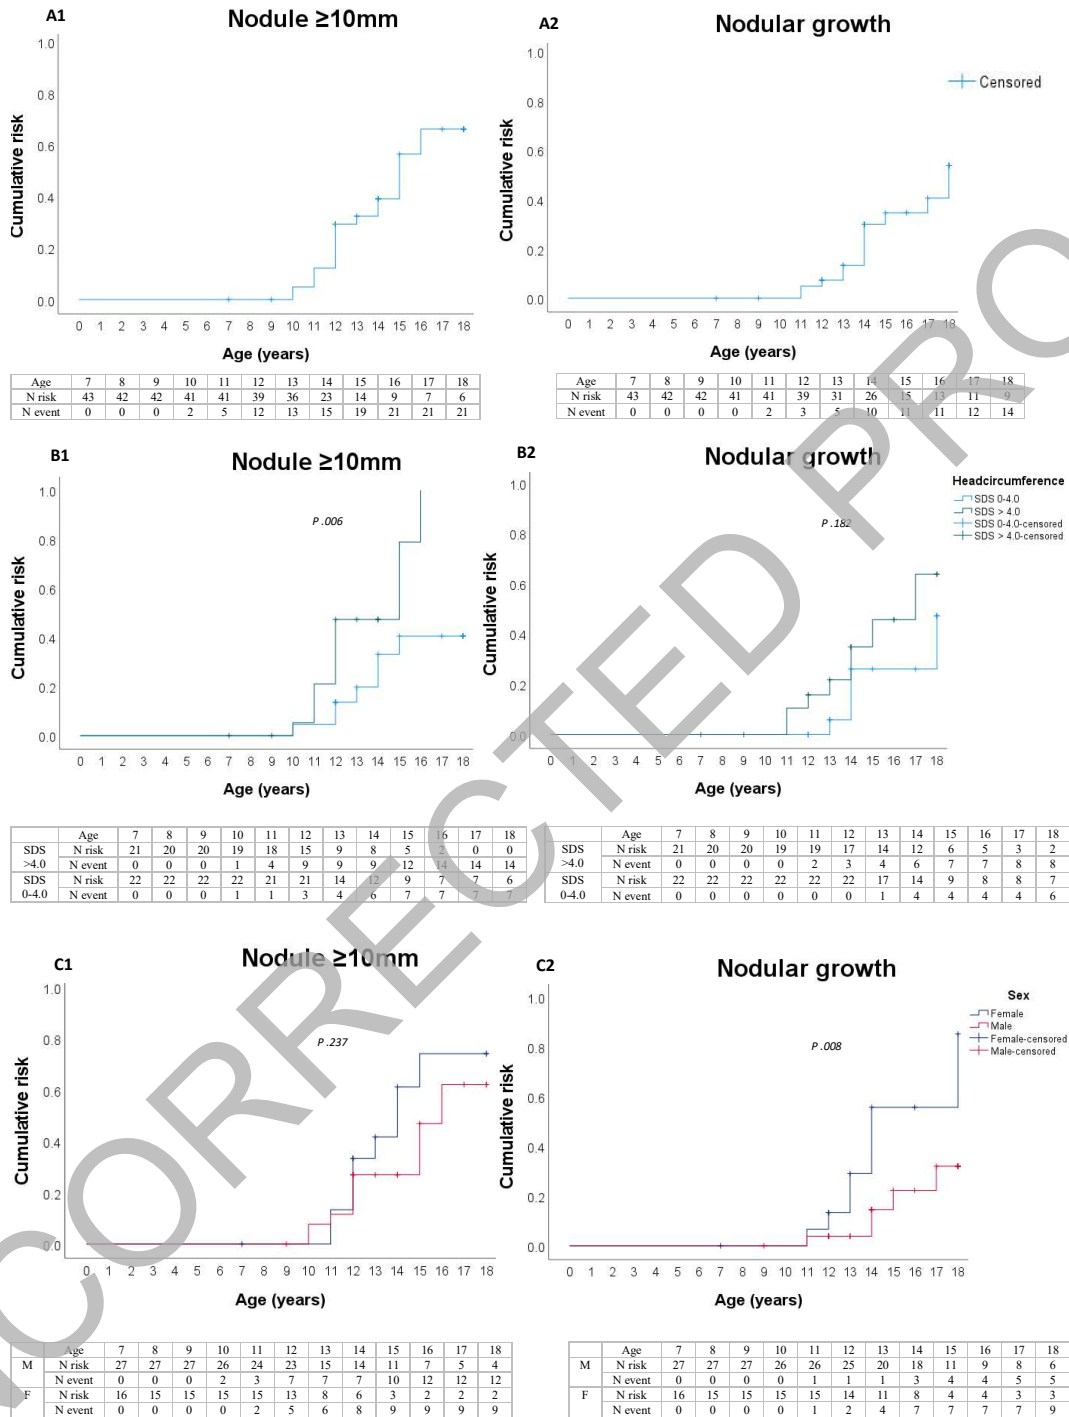 A1
Nodule ≥10mm
1.0
0.8
0.6
0.4
0.2
0.0
Cumulative risk
0 1 2 3 4 5 6 7 8 9 10 11 12 13 14 15 16 17 18
Age (years)
Age 7 8 9 10 11 12 13 14 15 16 17 18
N risk 43 42 42 41 41 39 36 23 14 9 7 6
N event 0 0 0 2 5 12 13 15 19 21 21 21
A2
Nodular growth
Censored
1.0
0.8
0.6
0.4
0.2
0.0
Cumulative risk
0 1 2 3 4 5 6 7 8 9 10 11 12 13 14 15 16 17 18
Age (years)
Age 7 8 9 10 11 12 13 14 15 16 17 18
N risk 43 42 42 41 41 39 31 26 15 13 11 9
N event 0 0 0 0 2 3 5 10 11 11 12 14
B1
Nodule ≥10mm
P .006
1.0
0.8
0.6
0.4
0.2
0.0
Cumulative risk
0 1 2 3 4 5 6 7 8 9 10 11 12 13 14 15 16 17 18
Age (years)
Age 7 8 9 10 11 12 13 14 15 16 17 18
SDS >4.0 N risk 21 20 20 19 18 15 9 8 5 2 0 0
N event 0 0 0 1 4 9 9 9 12 14 14 14
SDS 0-4.0 N risk 22 22 22 22 21 21 14 12 9 7 7 6
N event 0 0 0 1 1 3 4 6 7 7 7 7
B2
Nodular growth
P .182
Headcircumference
SDS 0-4.0
SDS > 4.0
SDS 0-4.0-censored
SDS > 4.0-censored
1.0
0.8
0.6
0.4
0.2
0.0
Cumulative risk
0 1 2 3 4 5 6 7 8 9 10 11 12 13 14 15 16 17 18
Age (years)
Age 7 8 9 10 11 12 13 14 15 16 17 18
SDS >4.0 N risk 21 20 20 19 19 17 14 12 6 5 3 2
N event 0 0 0 0 2 3 4 6 7 7 8 8
SDS 0-4.0 N risk 22 22 22 22 22 22 17 14 9 8 8 7
N event 0 0 0 0 0 0 1 4 4 4 4 6
C1
Nodule ≥10mm
P .237
1.0
0.8
0.6
0.4
0.2
0.0
Cumulative risk
0 1 2 3 4 5 6 7 8 9 10 11 12 13 14 15 16 17 18
Age (years)
Age 7 8 9 10 11 12 13 14 15 16 17 18
M N risk 27 27 27 26 24 23 15 14 11 7 5 4
N event 0 0 0 2 3 7 7 7 10 12 12 12
F N risk 16 15 15 15 15 13 8 6 3 2 2 2
N event 0 0 0 0 2 5 6 8 9 9 9 9
C2
Nodular growth
P .008
Sex
Female
Male
Female-censored
Male-censored
1.0
0.8
0.6
0.4
0.2
0.0
Cumulative risk
0 1 2 3 4 5 6 7 8 9 10 11 12 13 14 15 16 17 18
Age (years)
Age 7 8 9 10 11 12 13 14 15 16 17 18
M N risk 27 27 27 26 26 25 20 18 11 9 8 6
N event 0 0 0 0 1 1 1 3 4 4 5 5
F N risk 16 15 15 15 15 14 11 8 4 4 3 3
N event 0 0 0 0 1 2 4 7 7 7 7 9
CORRECTED PRO